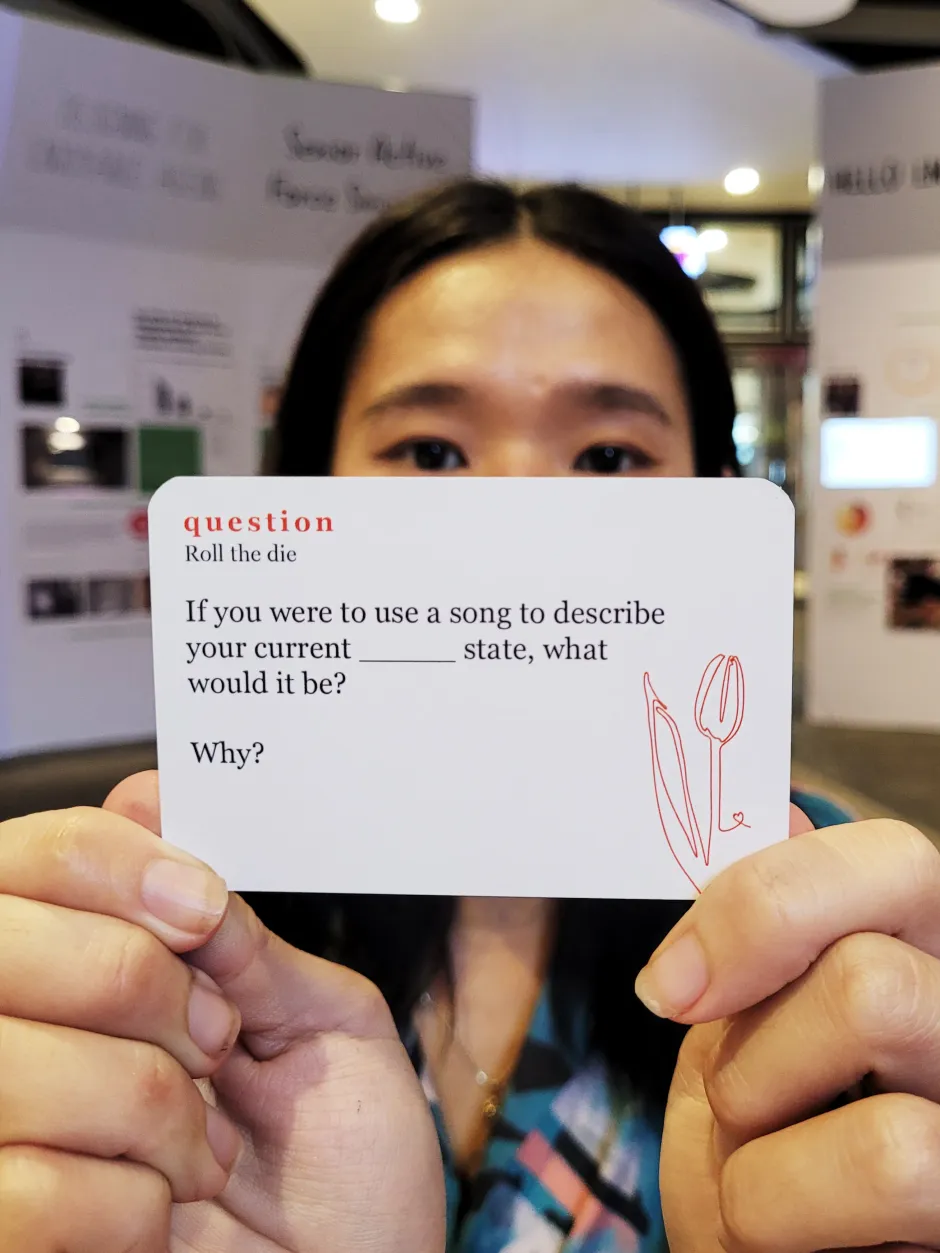 HELLO
question
Roll the die
If you were to use a song to describe
your current ______ state, what
would it be?
Why?